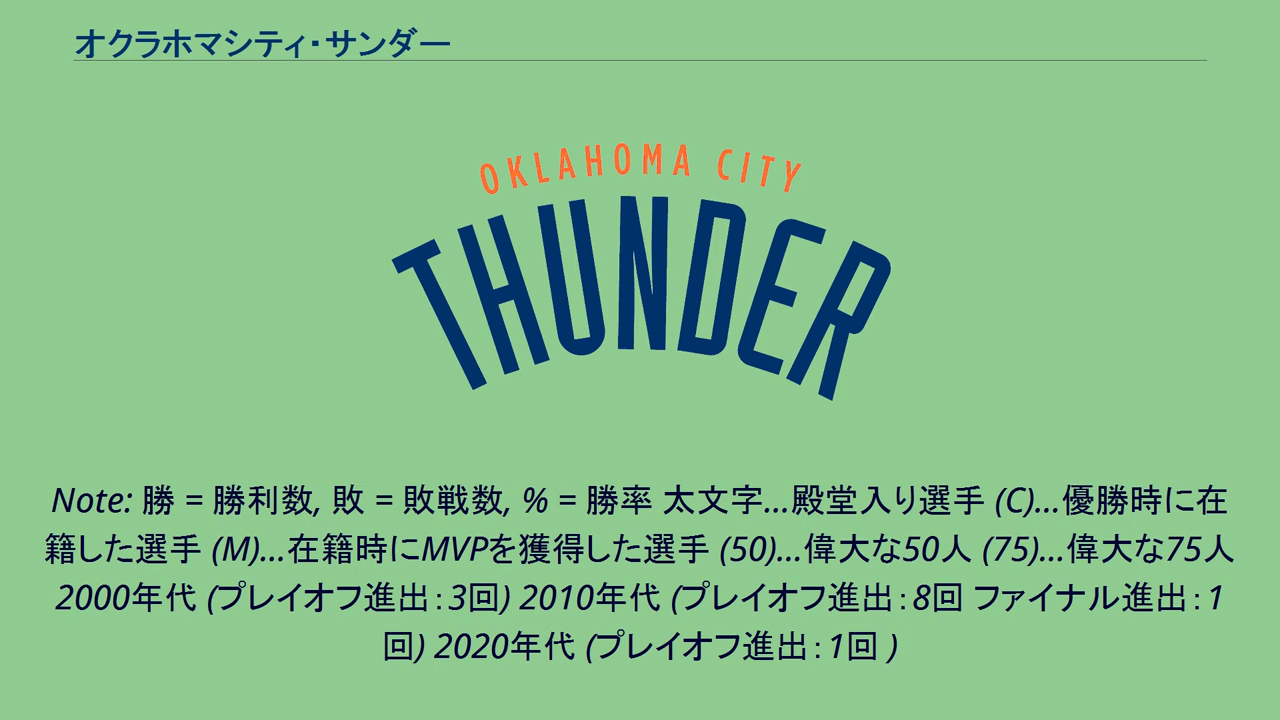 オクラホマシティ・サンダー
OKLAHOMA CITY
THUNDER
Note: 勝 = 勝利数, 敗 = 敗戦数, % = 勝率 太文字…殿堂入り選手 (C)…優勝時に在
籍した選手 (M)…在籍時にMVPを獲得した選手 (50)…偉大な50人 (75)…偉大な75人
2000年代 (プレイオフ進出：3回) 2010年代 (プレイオフ進出：8回 ファイナル進出：1
回) 2020年代 (プレイオフ進出：1回 )